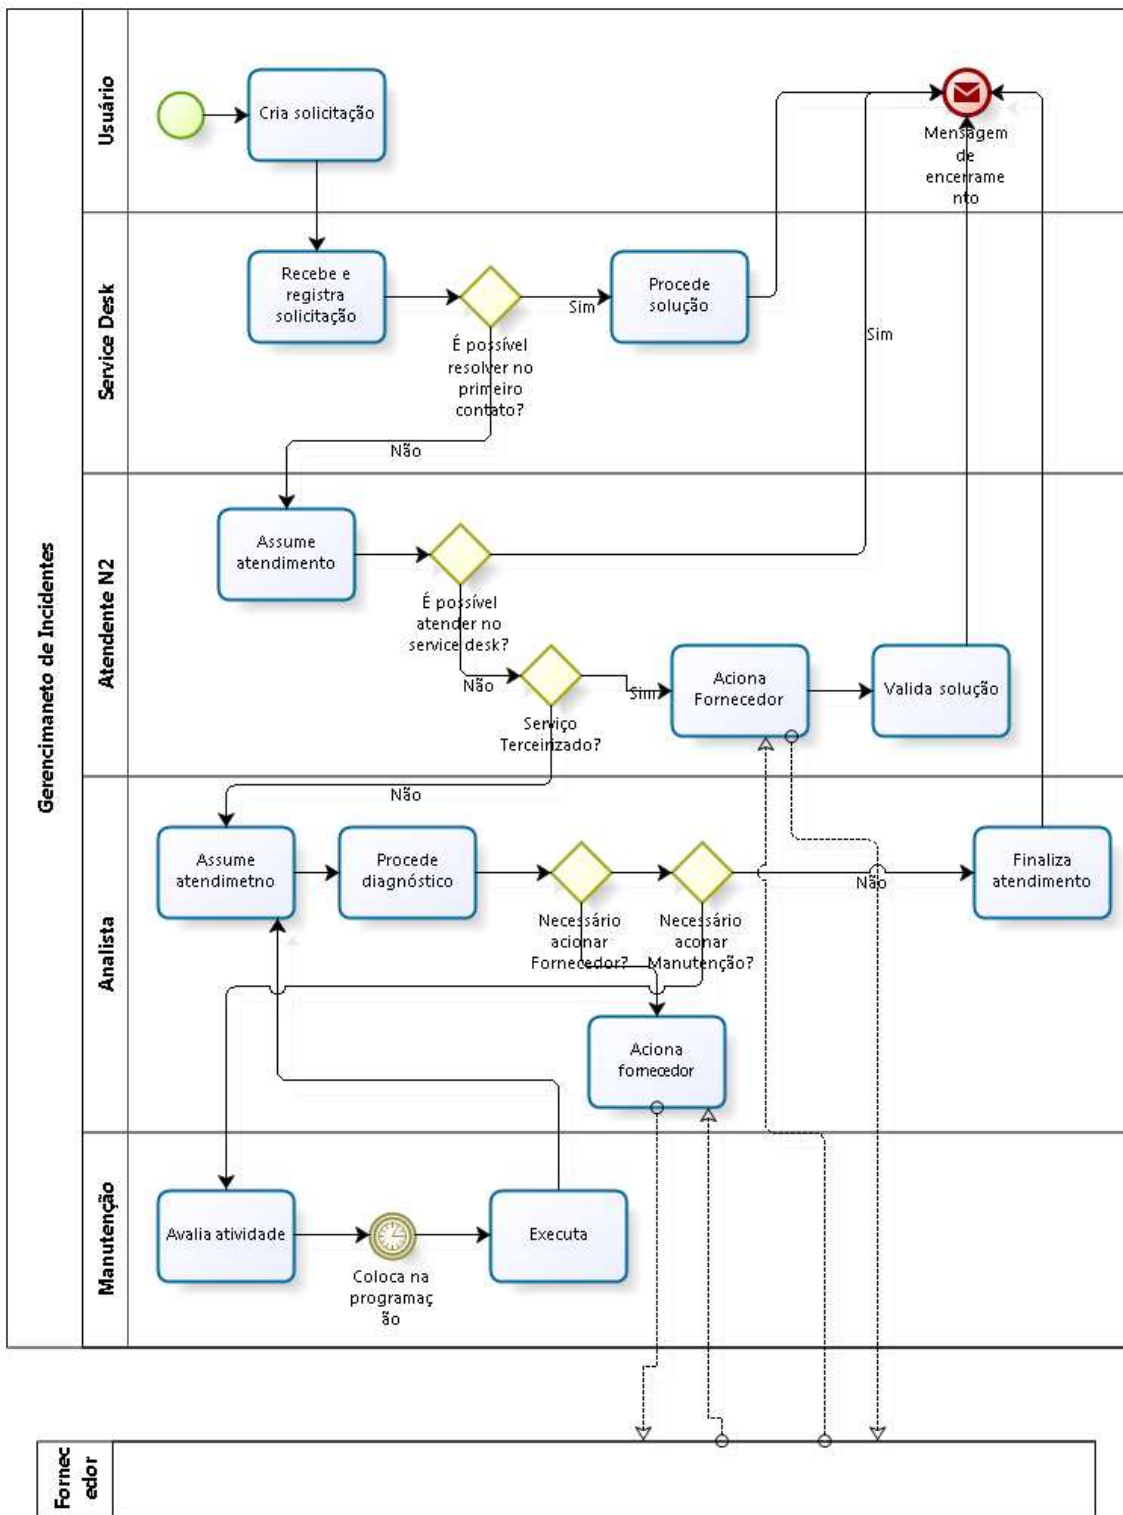 Gerencimaneto de Incidentes
Usuário
Cria solicitação
Mensagem
de
encerrame
nto
Service Desk
Recebe e
registra
solicitação
É possível
resolver no
primeiro
contato?
Sim
Procede
solução
Sim
Não
Atendente N2
Assume
atendimento
É possível
atender no
service desk?
Não
Serviço
Terceirizado?
Sim
Aciona
Fornecedor
Valida solução
Não
Analista
Assume
atendimetno
Procede
diagnóstico
Necessário
acionar
Fornecedor?
Necessário
aconar
Manutenção?
Não
Finaliza
atendimento
Aciona
fornecedor
Manutenção
Avalia atividade
Coloca na
programaç
ão
Executa
Fornec
edor